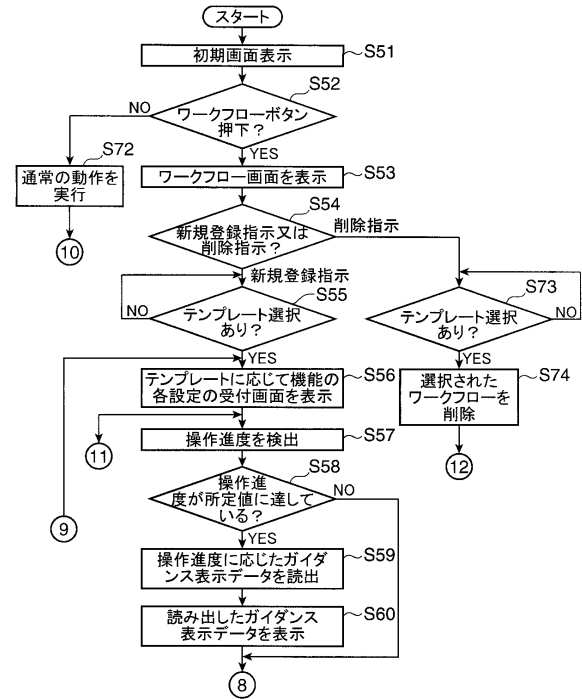 スタート
初期画面表示
S51
S52
ワークフローボタン
押下？
NO
YES
S72
通常の動作を
実行
10
ワークフロー画面を表示
S53
S54
新規登録指示又は
削除指示？
削除指示
新規登録指示
S55
テンプレート選択
あり？
NO
YES
S73
テンプレート選択
あり？
NO
YES
S74
選択された
ワークフローを
削除
12
テンプレートに応じて機能の
各設定の受付画面を表示
S56
11
操作進度を検出
S57
S58
操作進
度が所定値に達して
いる？
NO
YES
9
操作進度に応じたガイダ
ンス表示データを読出
S59
読み出したガイダンス
表示データを表示
S60
8